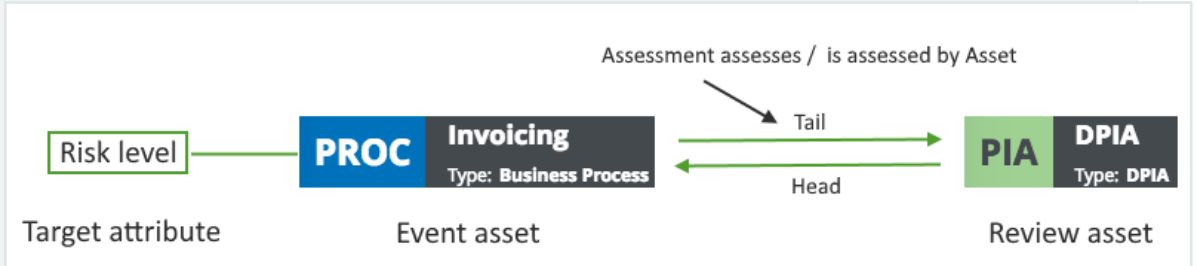 Assessment assesses /  is assessed by Asset
Tail
Risk level
PROC
Invoicing
Type: Business Process
Head
PIA
DPIA
Type: DPIA
Target attribute
Event asset
Review asset